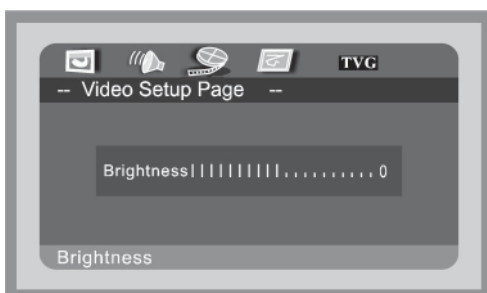 TVG
-- Video Setup Page --
Brightness||||||||||.......... 0
Brightness